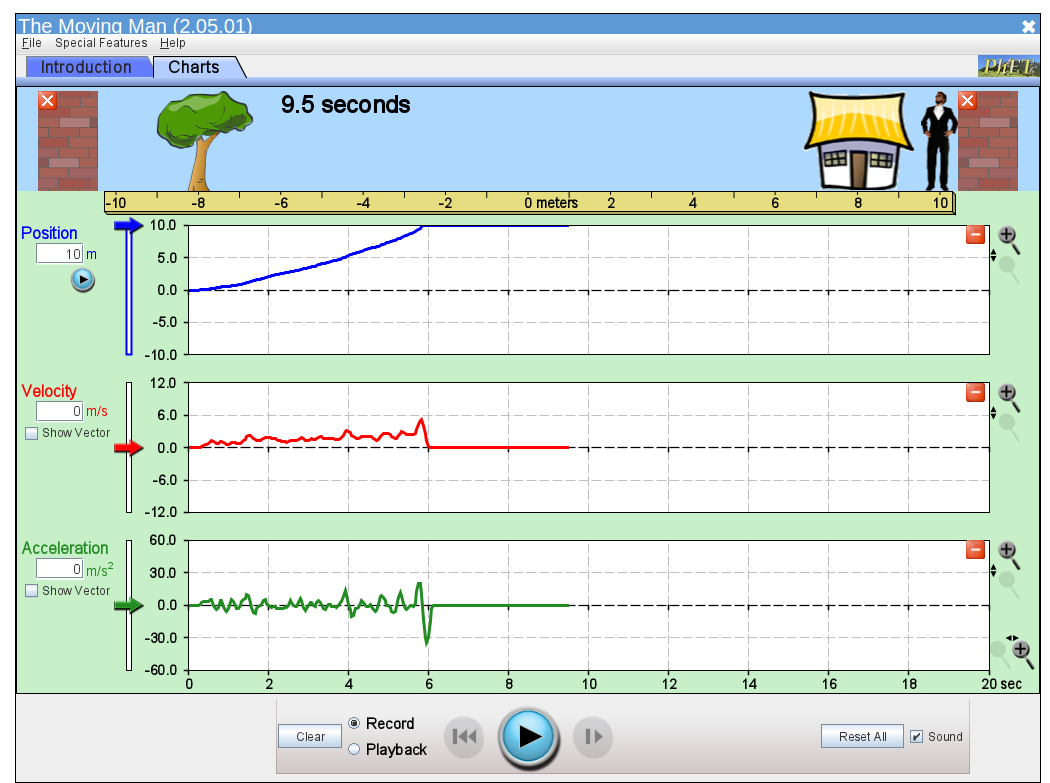 The Moving Man (2.05.01)
File Special Features Help
Introduction Charts PhET
9.5 seconds
-10 -8 -6 -4 -2 0 meters 2 4 6 8 10
Position
10 m
10.0
5.0
0.0
-5.0
-10.0
Velocity
0 m/s
Show Vector
12.0
6.0
0.0
-6.0
-12.0
Acceleration
0 m/s²
Show Vector
60.0
30.0
0.0
-30.0
-60.0
0 2 4 6 8 10 12 14 16 18 20 sec
Clear
Record
Playback
Reset All
Sound